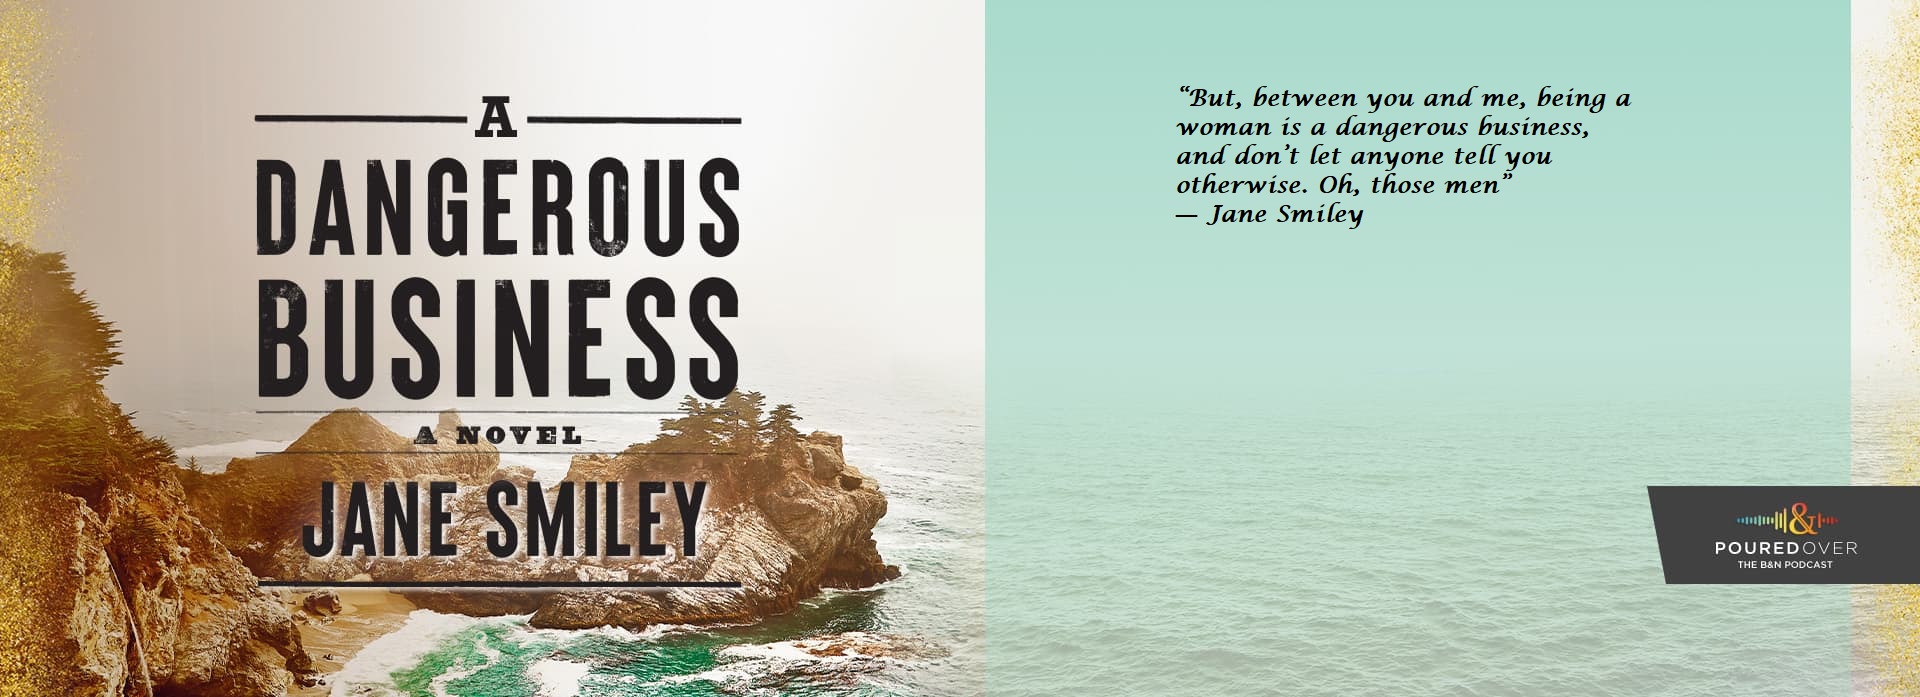 A
DANGEROUS
BUSINESS
A NOVEL
JANE SMILEY
“But, between you and me, being a
woman is a dangerous business,
and don’t let anyone tell you
otherwise. Oh, those men”
— Jane Smiley
&
POUREDOVER
THE B&N PODCAST